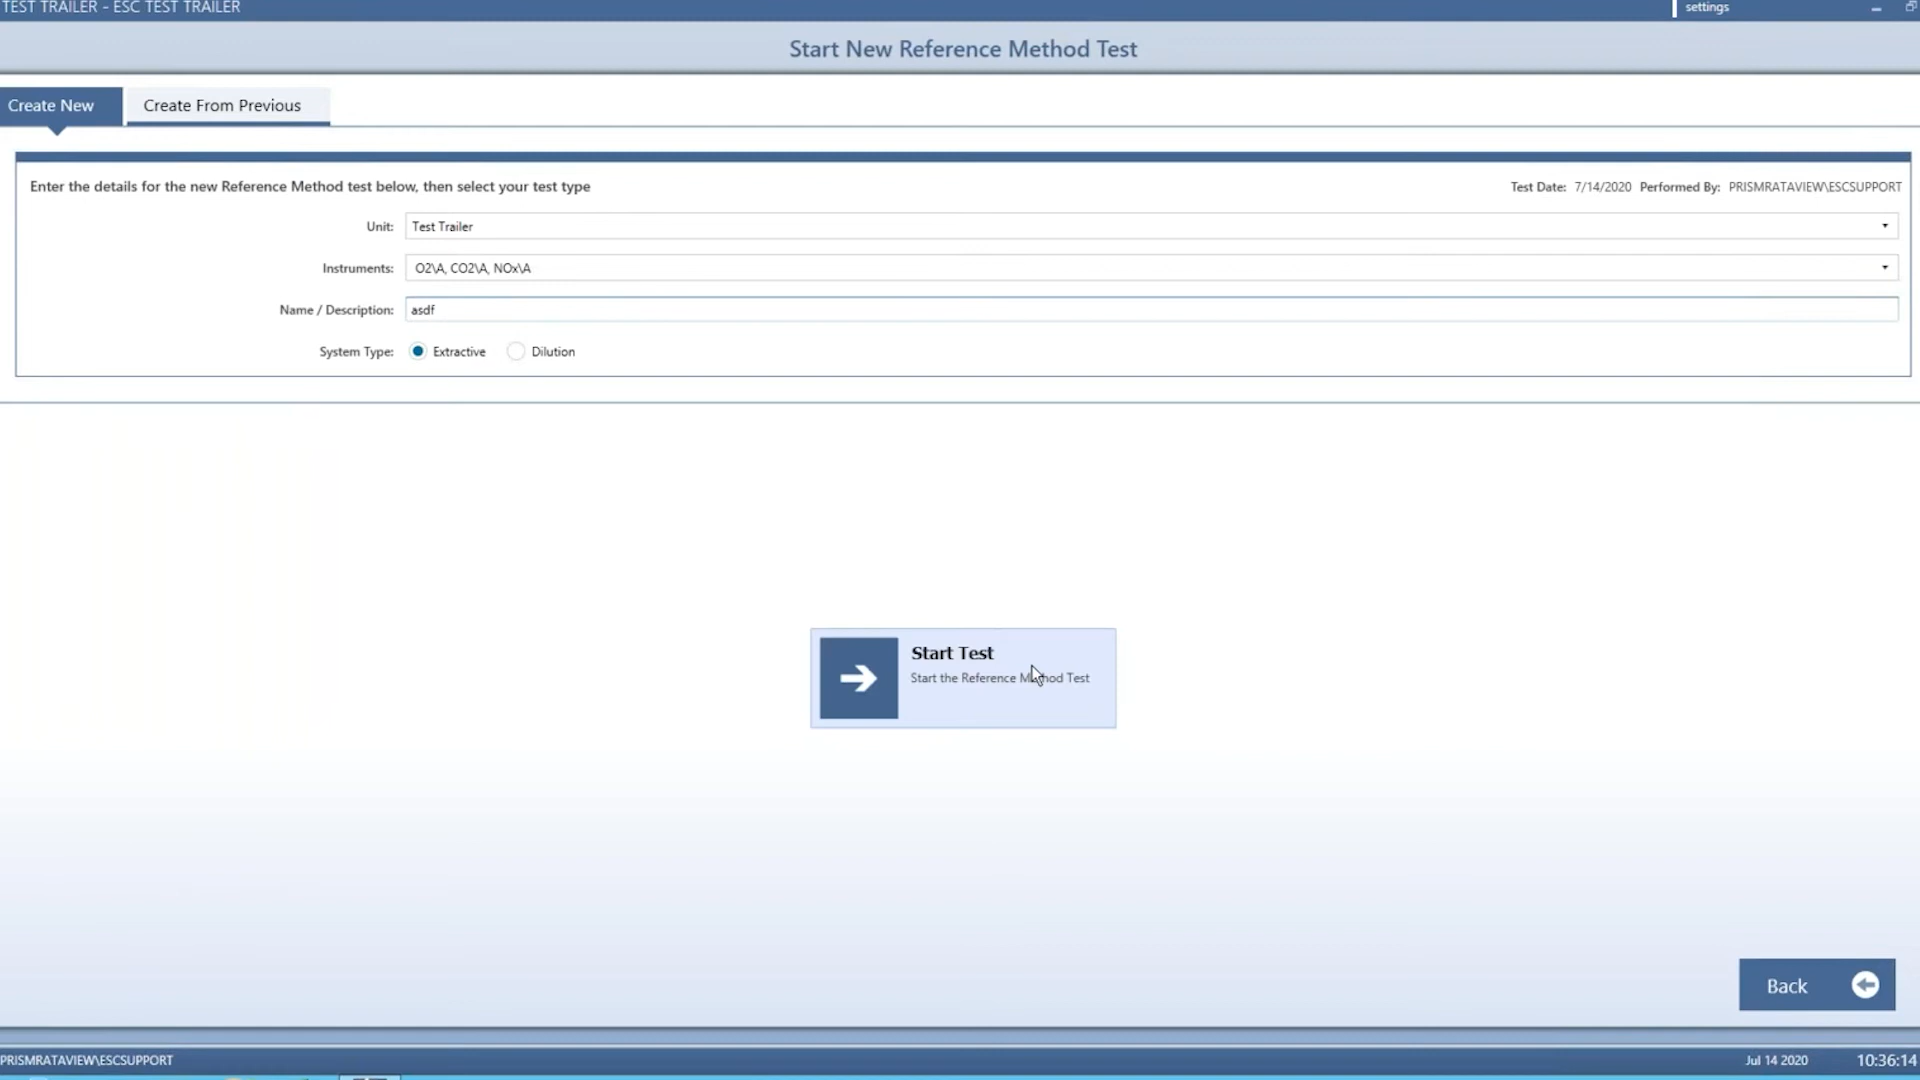 TEST TRAILER - ESC TEST TRAILER
settings
Start New Reference Method Test
Create New
Create From Previous
Enter the details for the new Reference Method test below, then select your test type
Test Date: 7/14/2020 Performed By: PRISMRATAVIEW\ESCSUPPORT
Unit: Test Trailer
Instruments: O2\A, CO2\A, NOx\A
Name / Description: asdf
System Type: Extractive Dilution
Start Test
Start the Reference Method Test
Back
PRISMRATAVIEW\ESCSUPPORT
Jul 14 2020 10:36:14